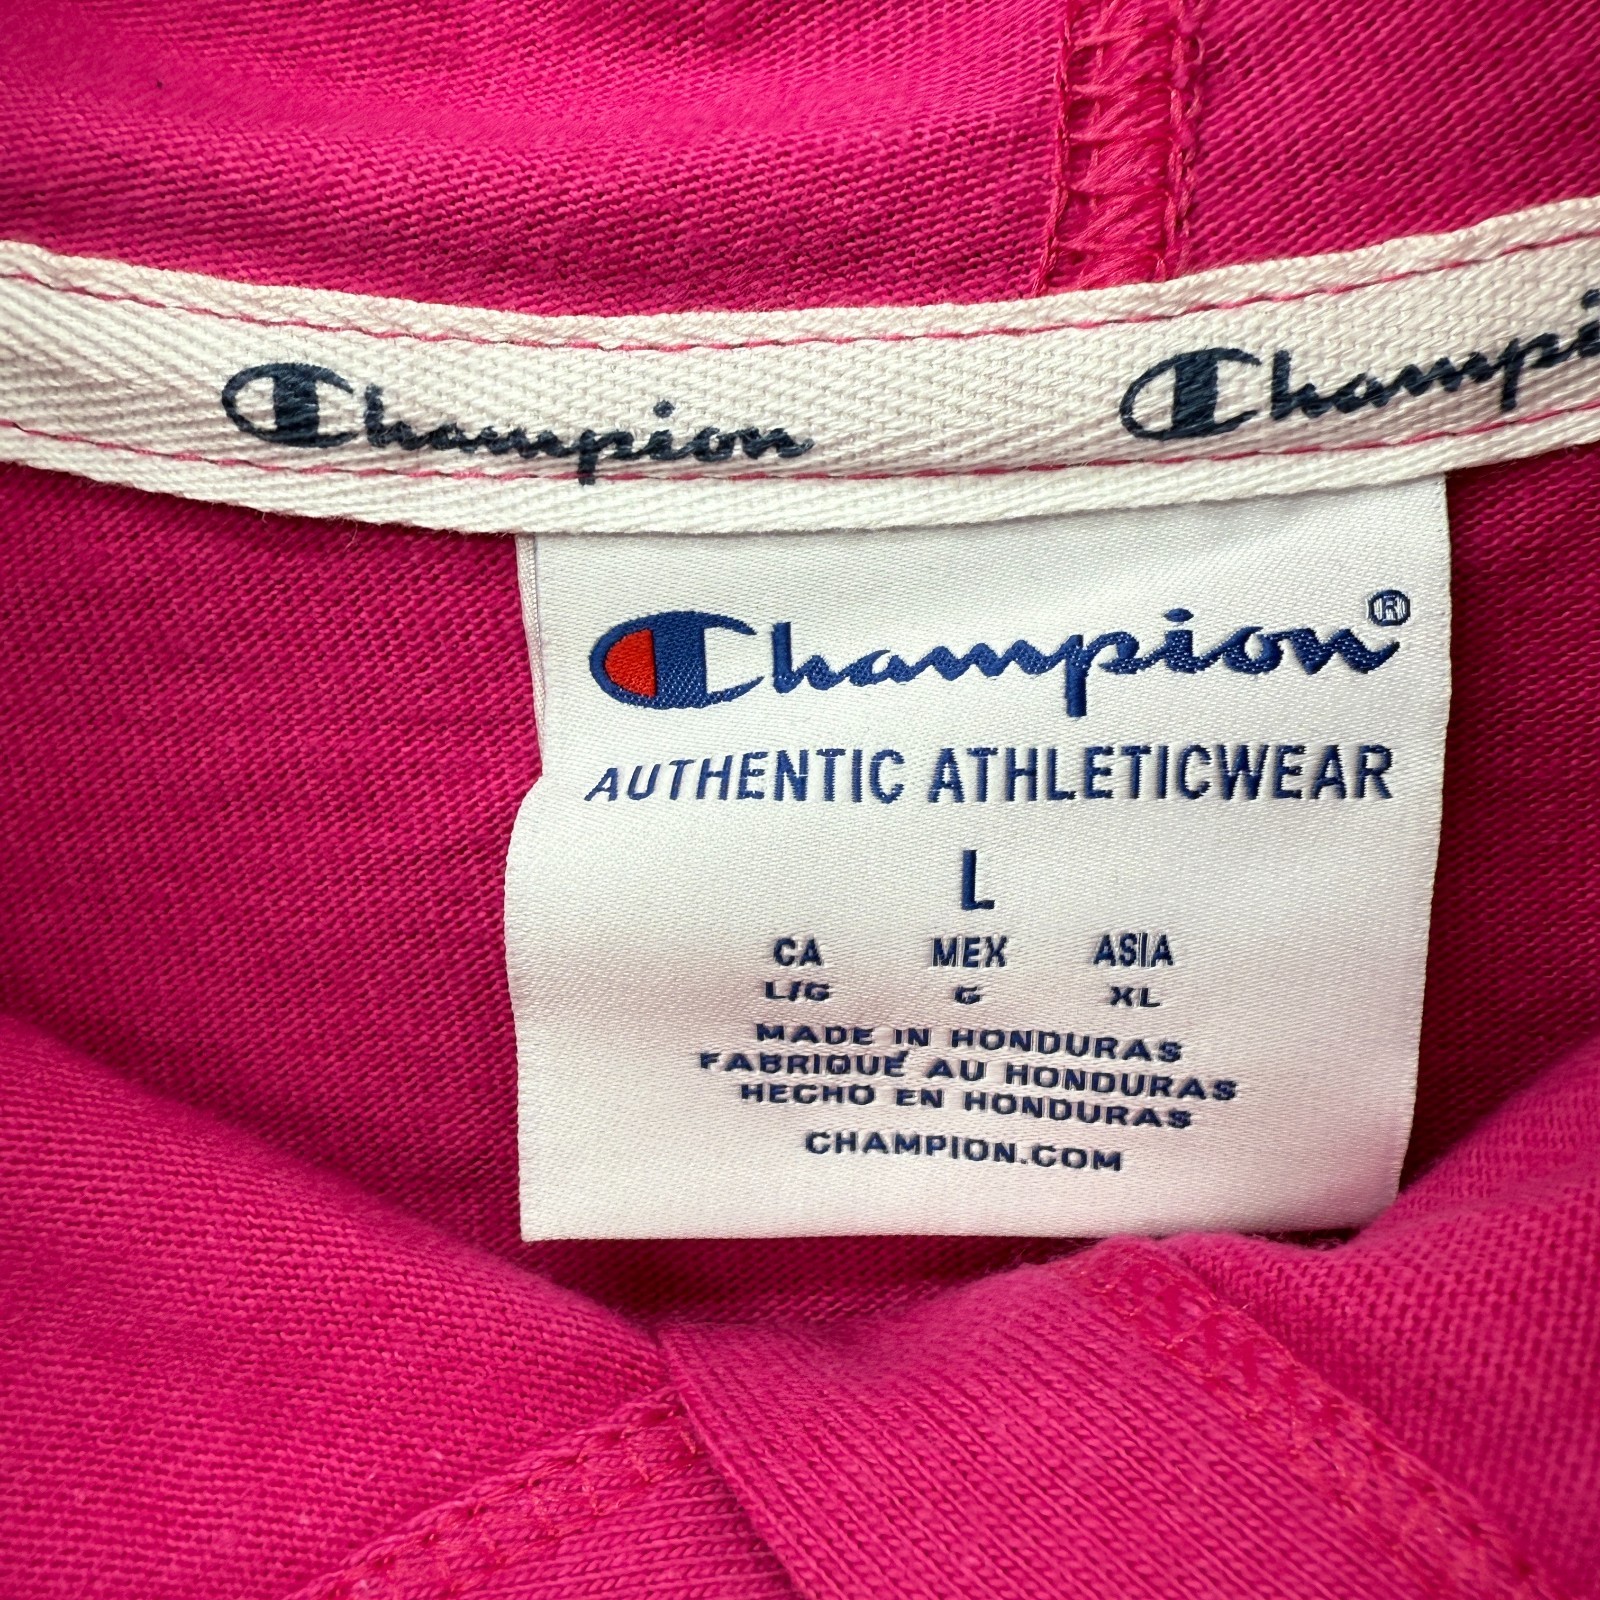 Champion Champion
Champion®
AUTHENTIC ATHLETICWEAR
L
CA MEX ASIA
L/G G XL
MADE IN HONDURAS
FABRIQUÉ AU HONDURAS
HECHO EN HONDURAS
CHAMPION.COM